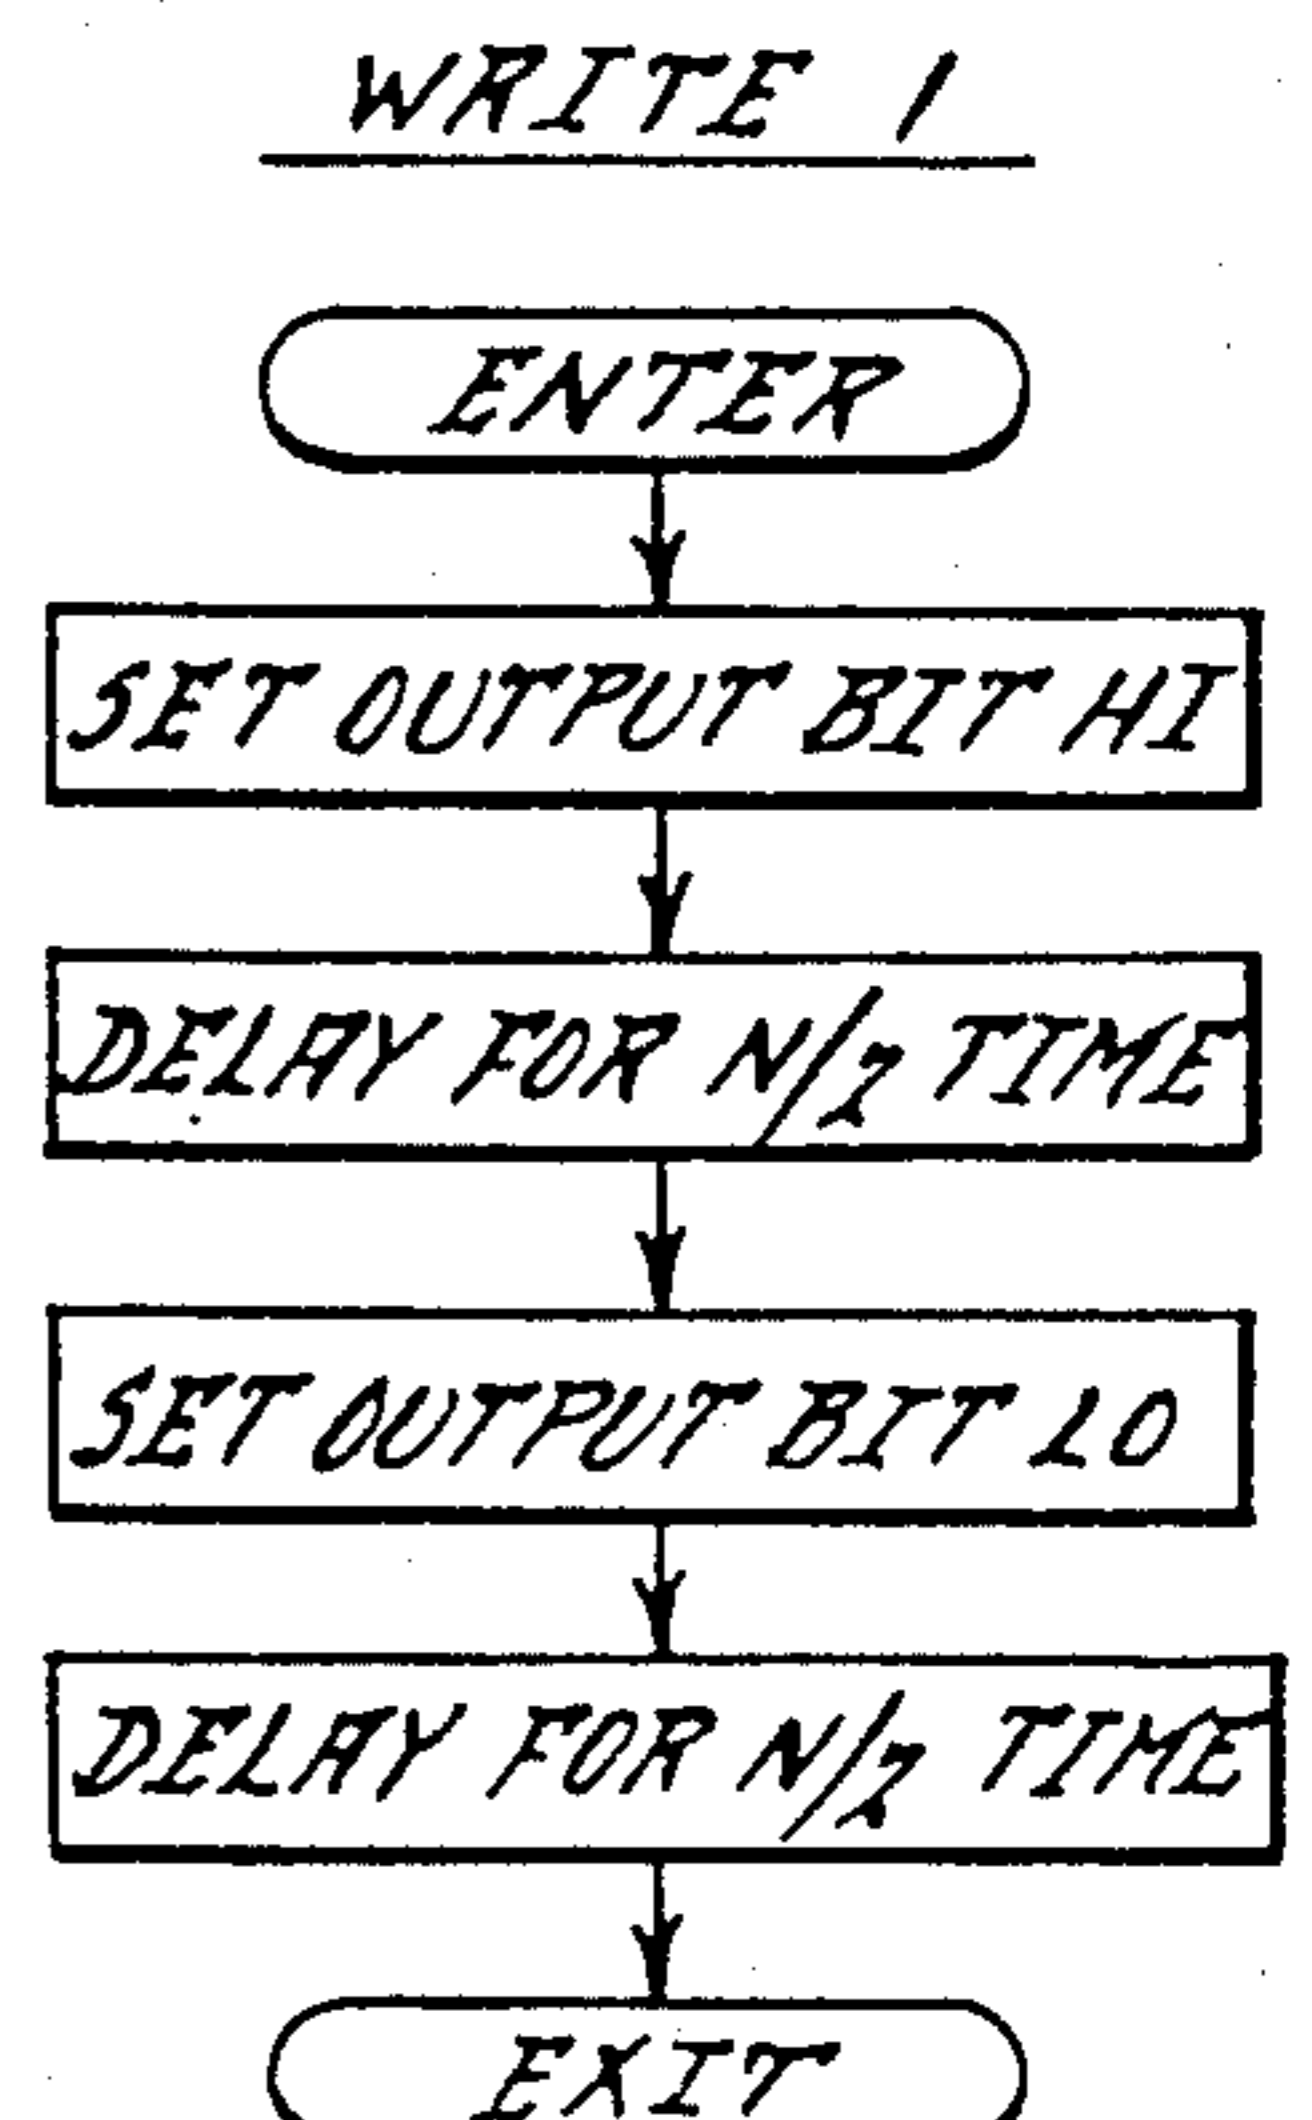 WRITE 1
ENTER
SET OUTPUT BIT HI
DELAY FOR N/2 TIME
SET OUTPUT BIT LO
DELAY FOR N/2 TIME
EXIT